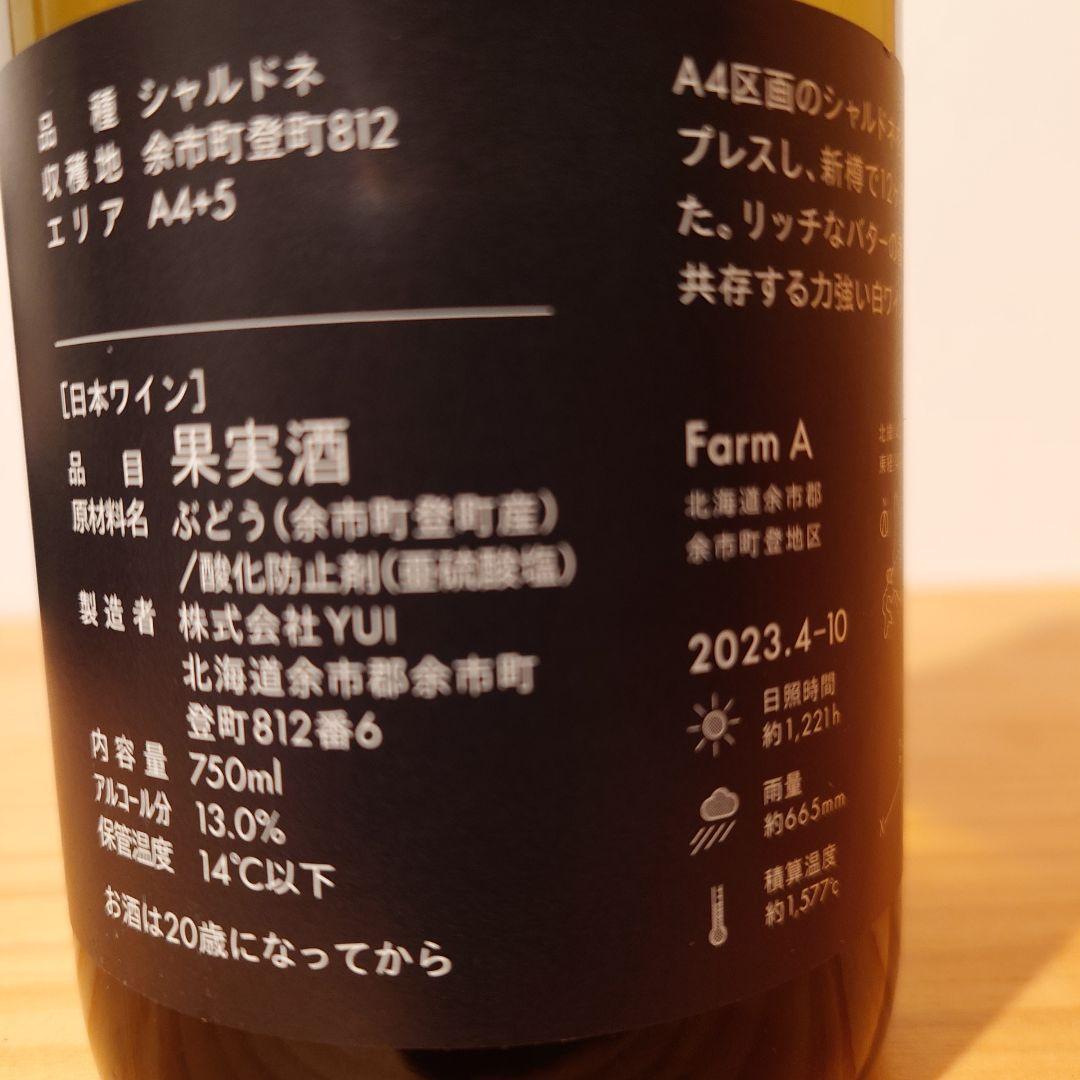 品種 シャルドネ
収穫地 余市町登町812
エリア A4+5
[日本ワイン]
品目 果実酒
原材料名 ぶどう(余市町登町産)
/酸化防止剤(亜硫酸塩)
製造者 株式会社YUI
北海道余市郡余市町
登町812番6
内容量 750ml
アルコール分 13.0%
保管温度 14℃以下
お酒は20歳になってから
A4区画のシャルドネ
プレスし、新樽で12
た。リッチなバターの
共存する力強い白ワ
Farm A
北海道余市郡
余市町登地区
2023.4-10
日照時間
約1,221h
雨量
約665mm
積算温度
約1,577℃